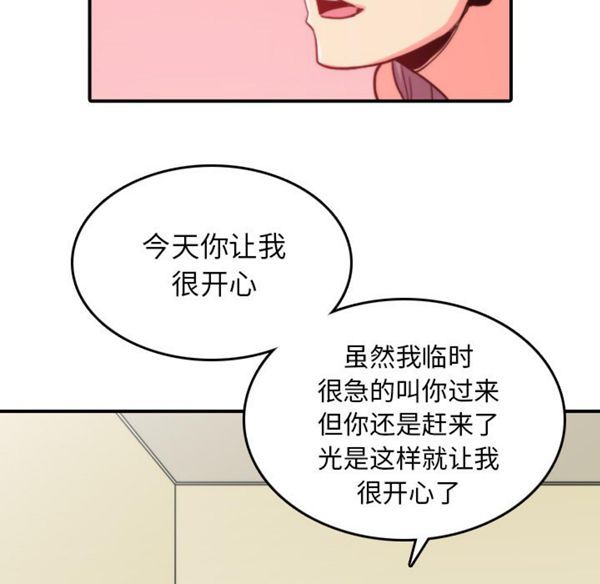 今天你让我
很开心
虽然我临时
很急的叫你过来
但你还是赶来了
光是这样就让我
很开心了